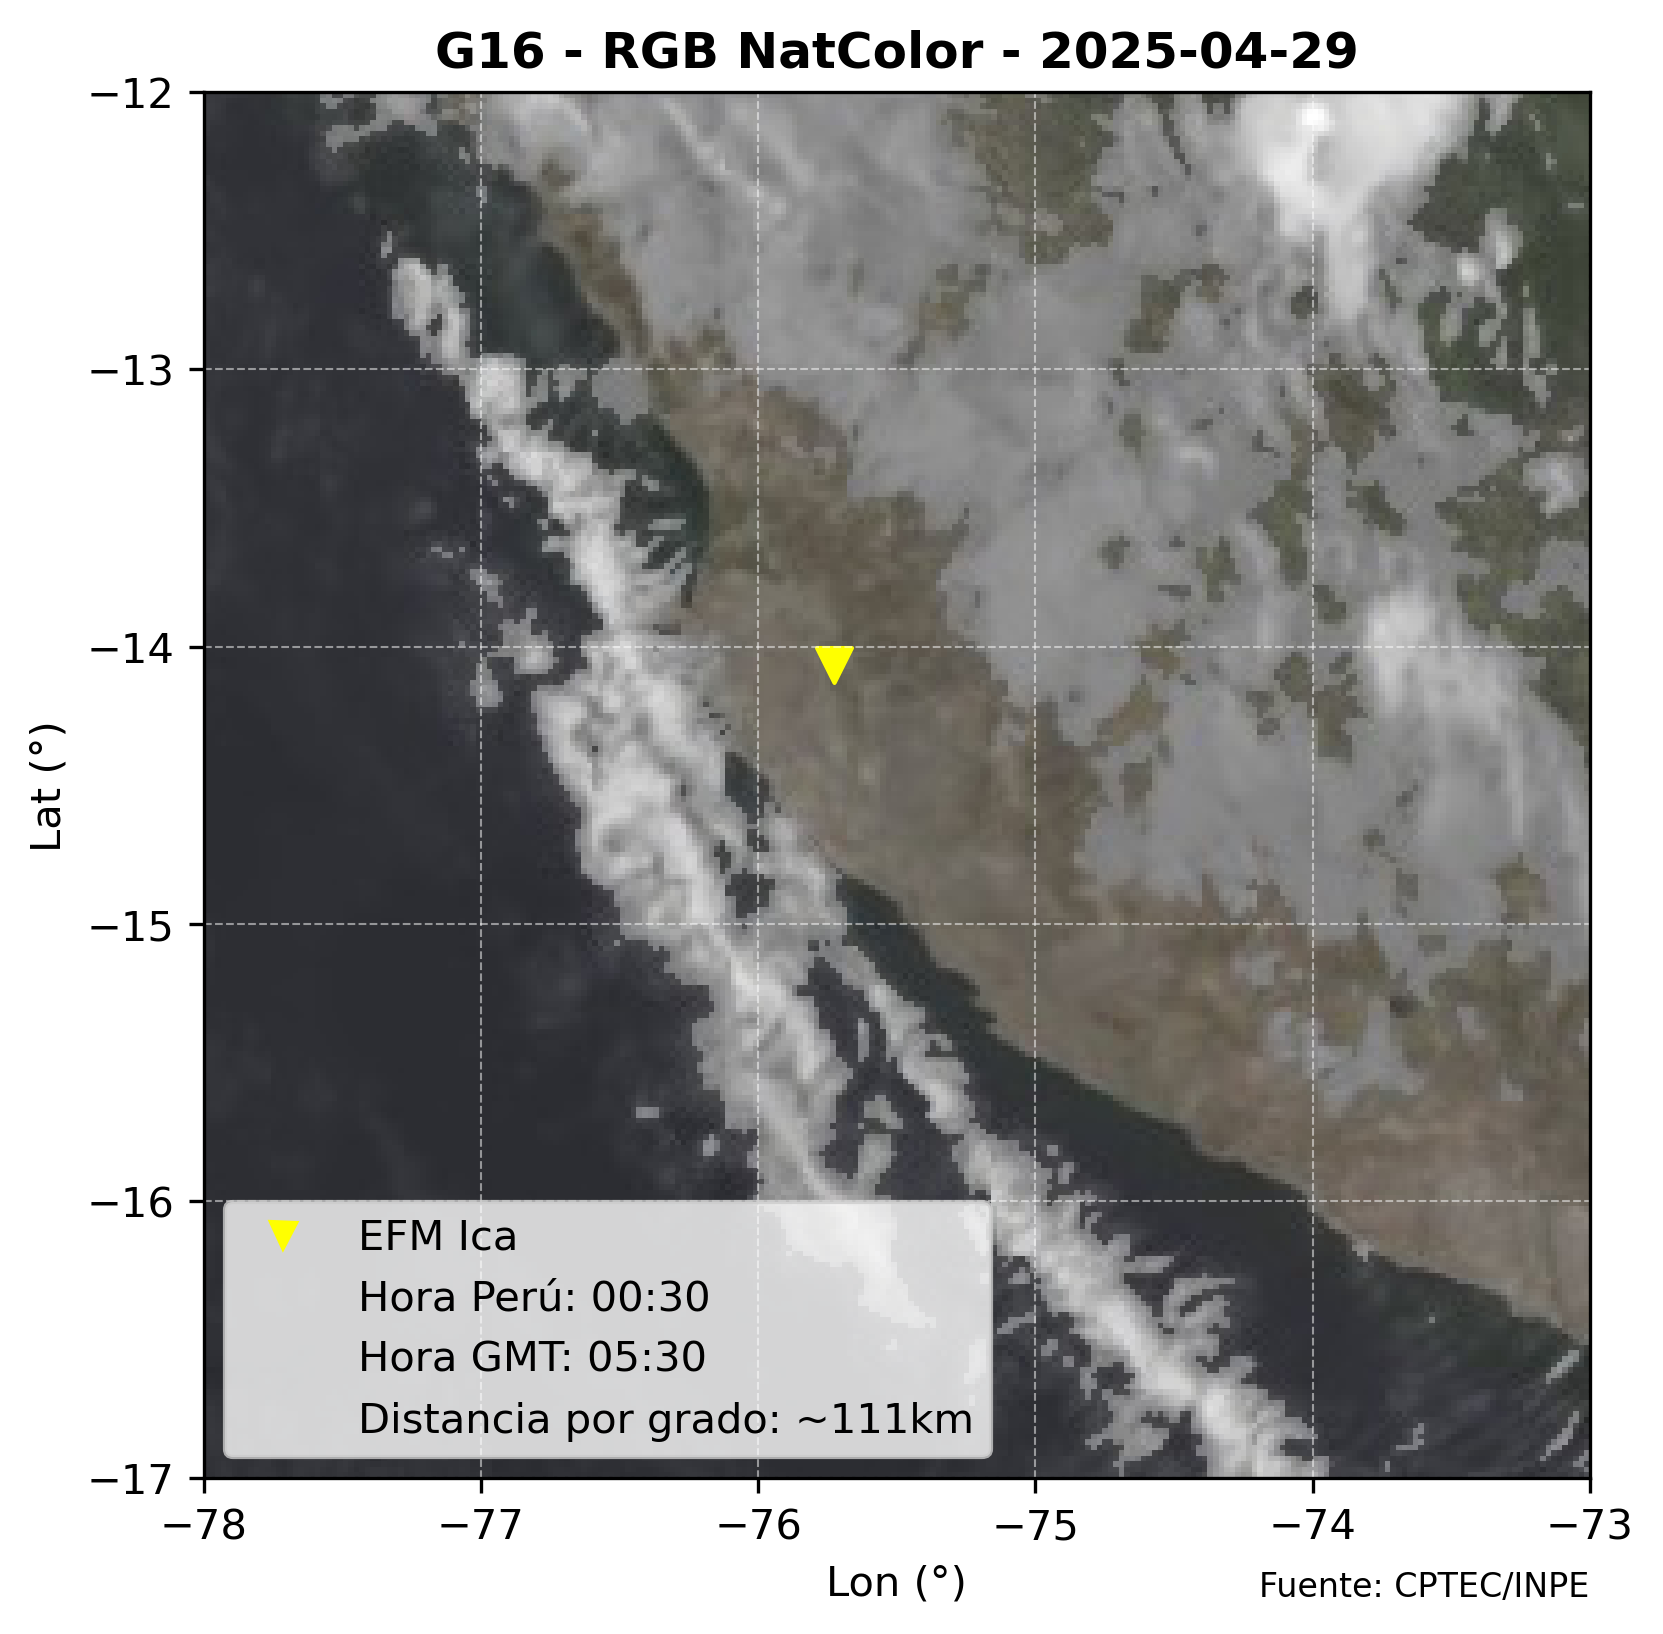 G16 - RGB NatColor - 2025-04-29
−12
−13
−14
−15
−16
−17
Lat (°)
EFM Ica
Hora Perú: 00:30
Hora GMT: 05:30
Distancia por grado: ~111km
−78
−77
−76
−75
−74
−73
Lon (°)
Fuente: CPTEC/INPE